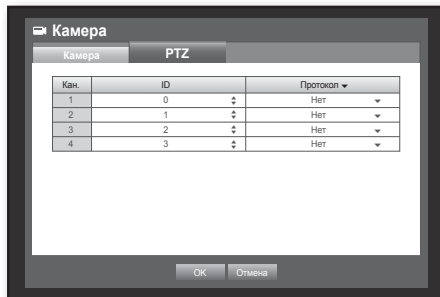 Камера
Камера PTZ
Кан. ID Протокол
1 0 Нет
2 1 Нет
3 2 Нет
4 3 Нет
OK Отмена